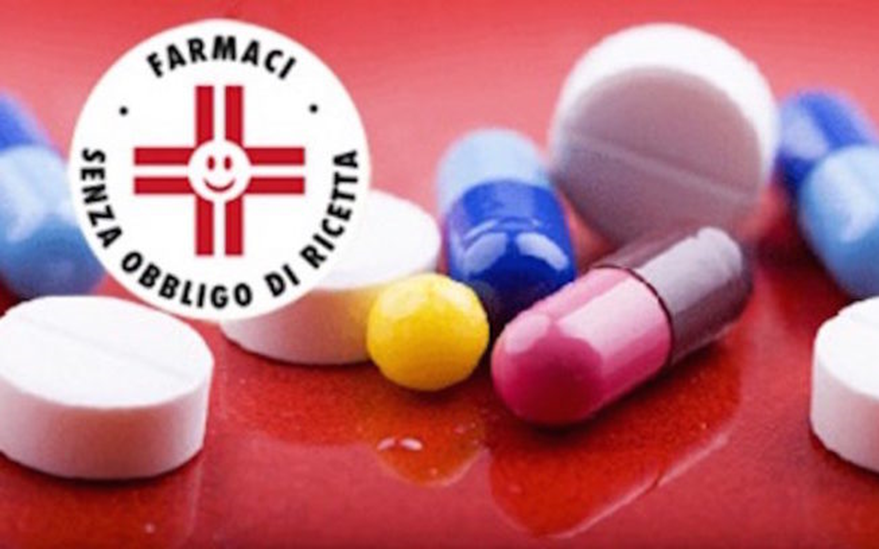 FARMACI
SENZA OBBLIGO DI RICETTA